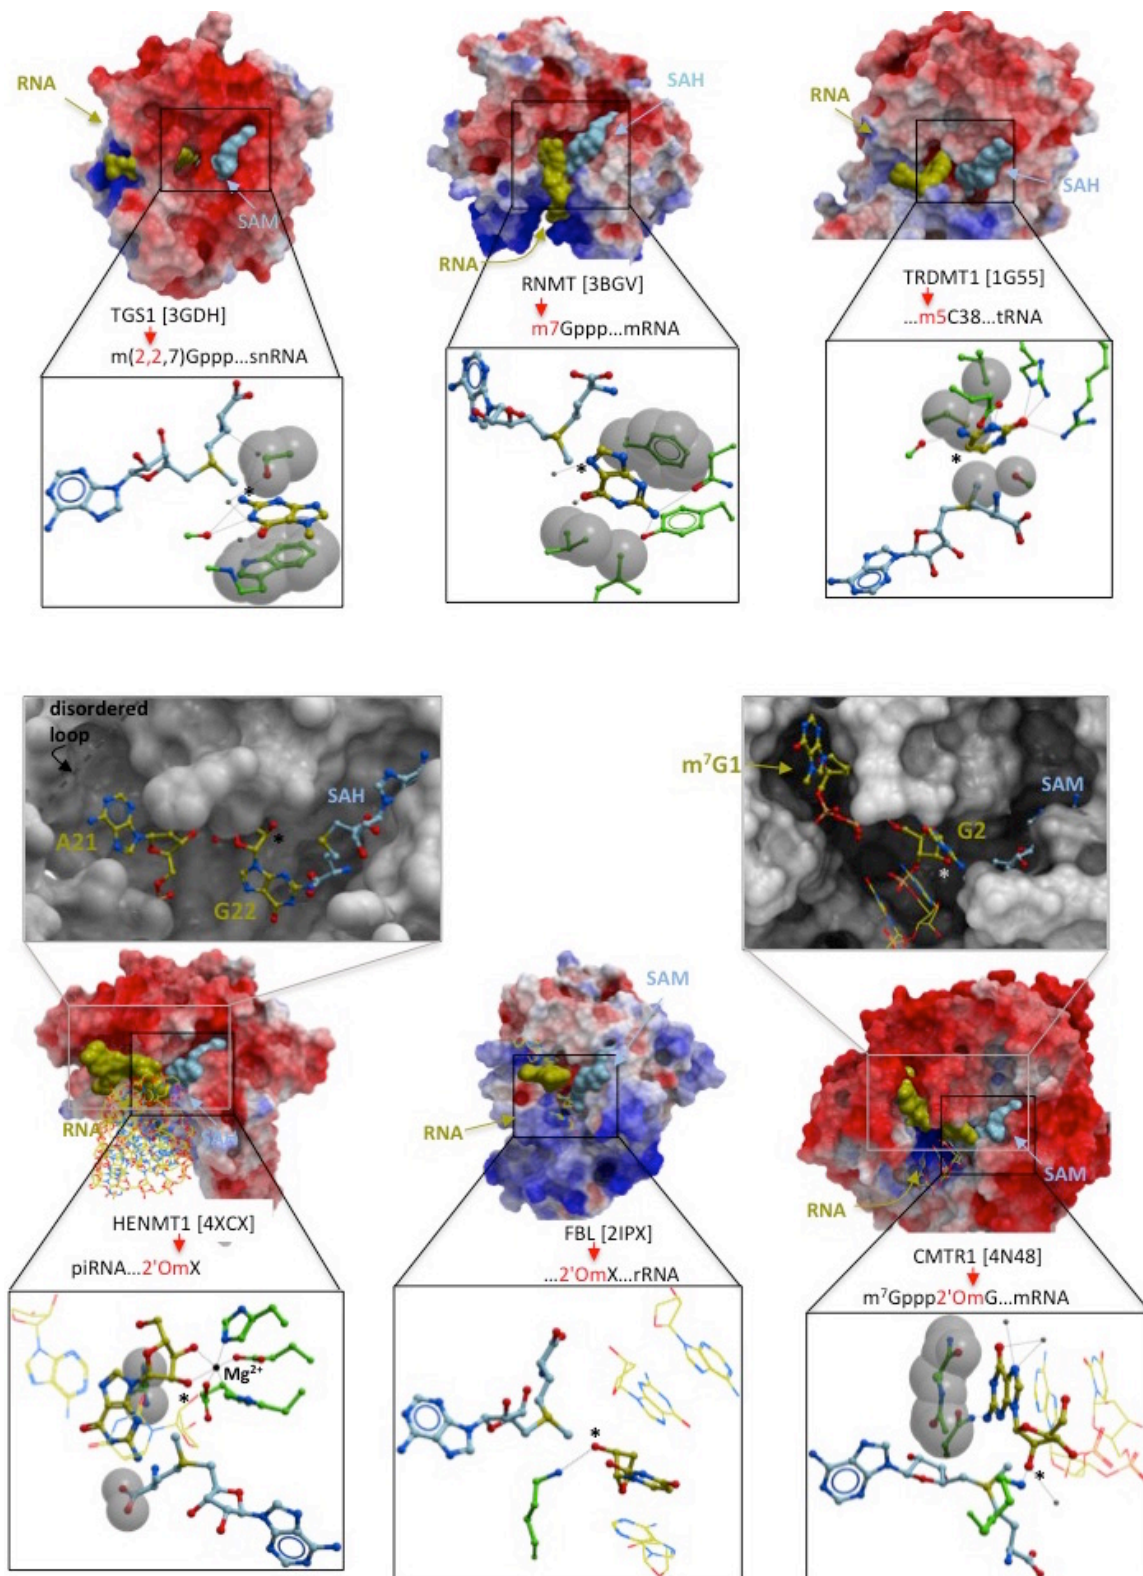 RNA
SAM
TGS1 [3GDH]
m(2,2,7)Gppp...snRNA
*
SAH
RNA
RNMT [3BGV]
m7Gppp...mRNA
*
RNA
SAH
TRDMT1 [1G55]
...m5C38...tRNA
*
disordered
loop
SAH
A21
*
G22
RNA
HENMT1 [4XCX]
piRNA...2'OmX
Mg2+
*
SAM
RNA
FBL [2IPX]
...2'OmX...rRNA
*
m7G1
SAM
G2
*
RNA
SAM
CMTR1 [4N48]
m7Gppp2'OmG...mRNA
*